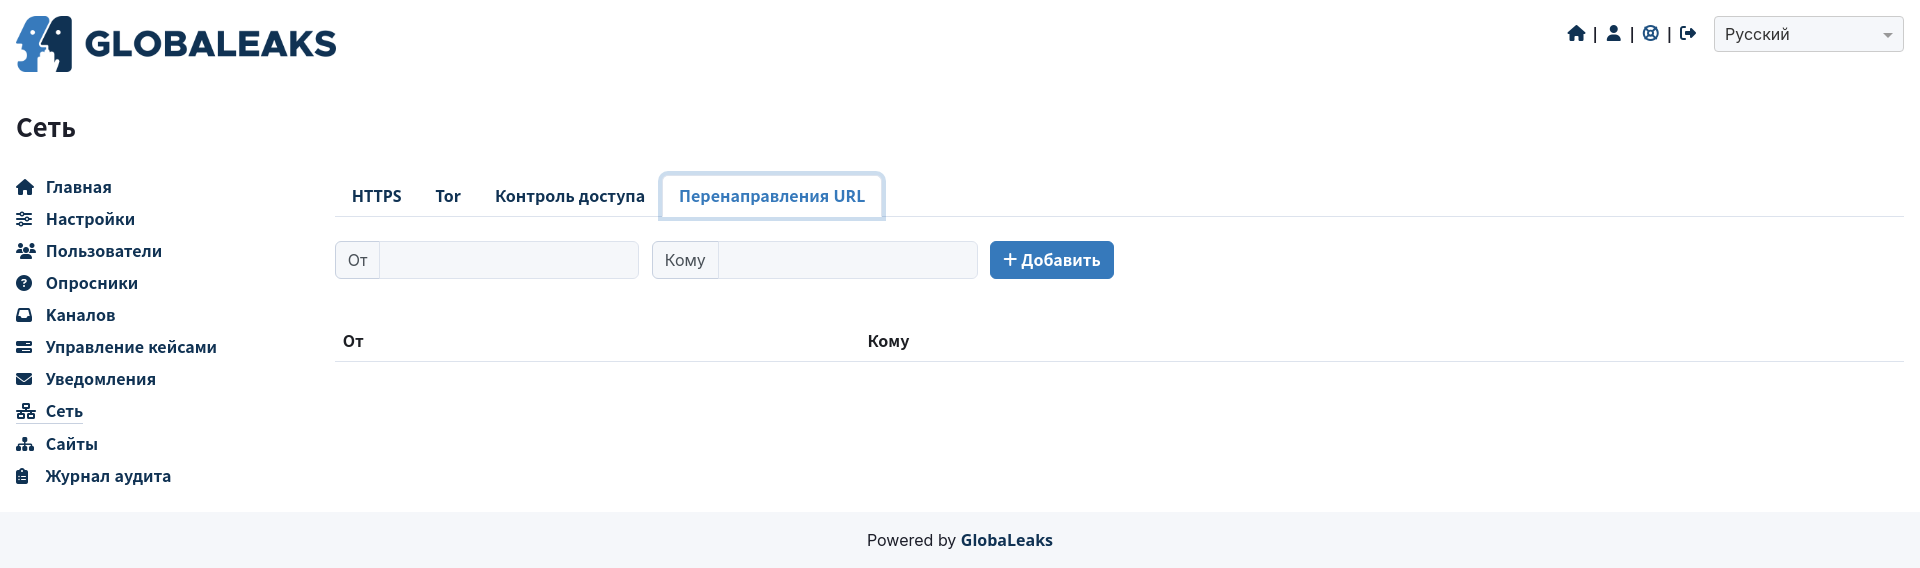 GLOBALEAKS
| | |
Русский
Сеть
Главная
Настройки
Пользователи
Опросники
Каналов
Управление кейсами
Уведомления
Сеть
Сайты
Журнал аудита
HTTPS Tor Контроль доступа Перенаправления URL
От Кому Добавить
От Кому
Powered by GlobaLeaks